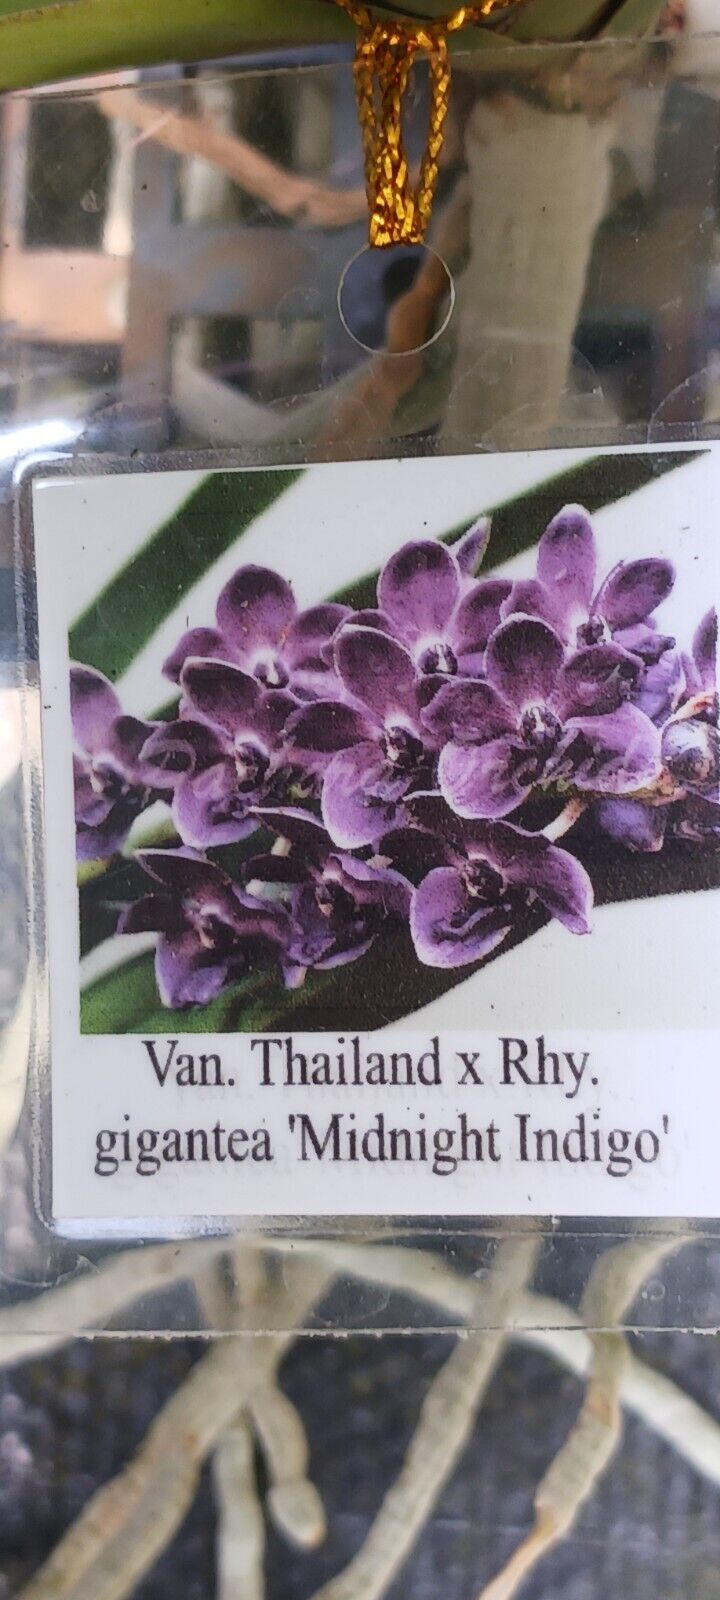 Van. Thailand x Rhy.
gigantea 'Midnight Indigo'